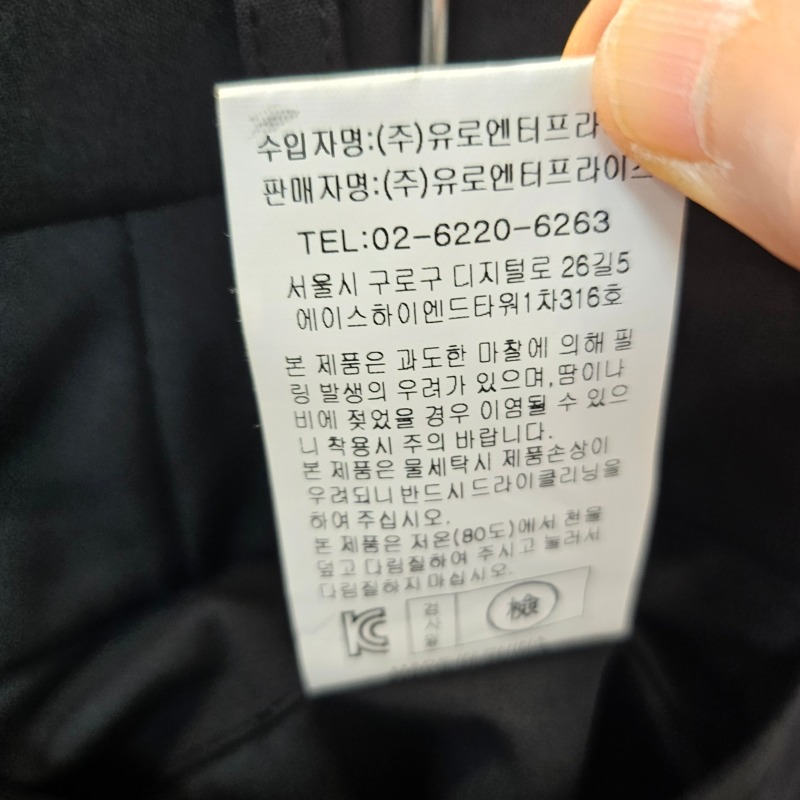 수입자명:(주)유로엔터프라
판매자명:(주)유로엔터프라이즈
TEL:02-6220-6263
서울시 구로구 디지털로 26길5
에이스하이엔드타워1차316호
본 제품은 과도한 마찰에 의해 필
링 발생의 우려가 있으며,땀이나
비에 젖었을 경우 이염될 수 있으
니 착용시 주의 바랍니다.
본 제품은 물세탁시 제품손상이
우려되니 반드시 드라이클리닝을
하여 주십시오.
본 제품은 저온(80도)에서 천을
덮고 다림질하여 주시고 눌러서
다림질하지 마십시오.
KC 검사필 檢